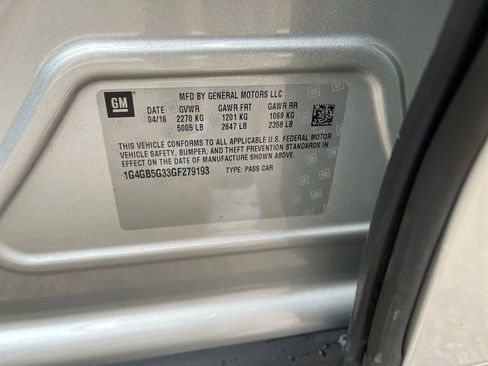 GM
MFD BY GENERAL MOTORS LLC
DATE GVWR GAWR FRT GAWR RR
04/16 2270 KG 1201 KG 1069 KG
5005 LB 2647 LB 2358 LB
THIS VEHICLE CONFORMS TO ALL APPLICABLE U.S. FEDERAL MOTOR
VEHICLE SAFETY, BUMPER, AND THEFT PREVENTION STANDARDS IN
EFFECT ON THE DATE OF MANUFACTURE SHOWN ABOVE.
1G4GB5G33GF279193 TYPE: PASS CAR